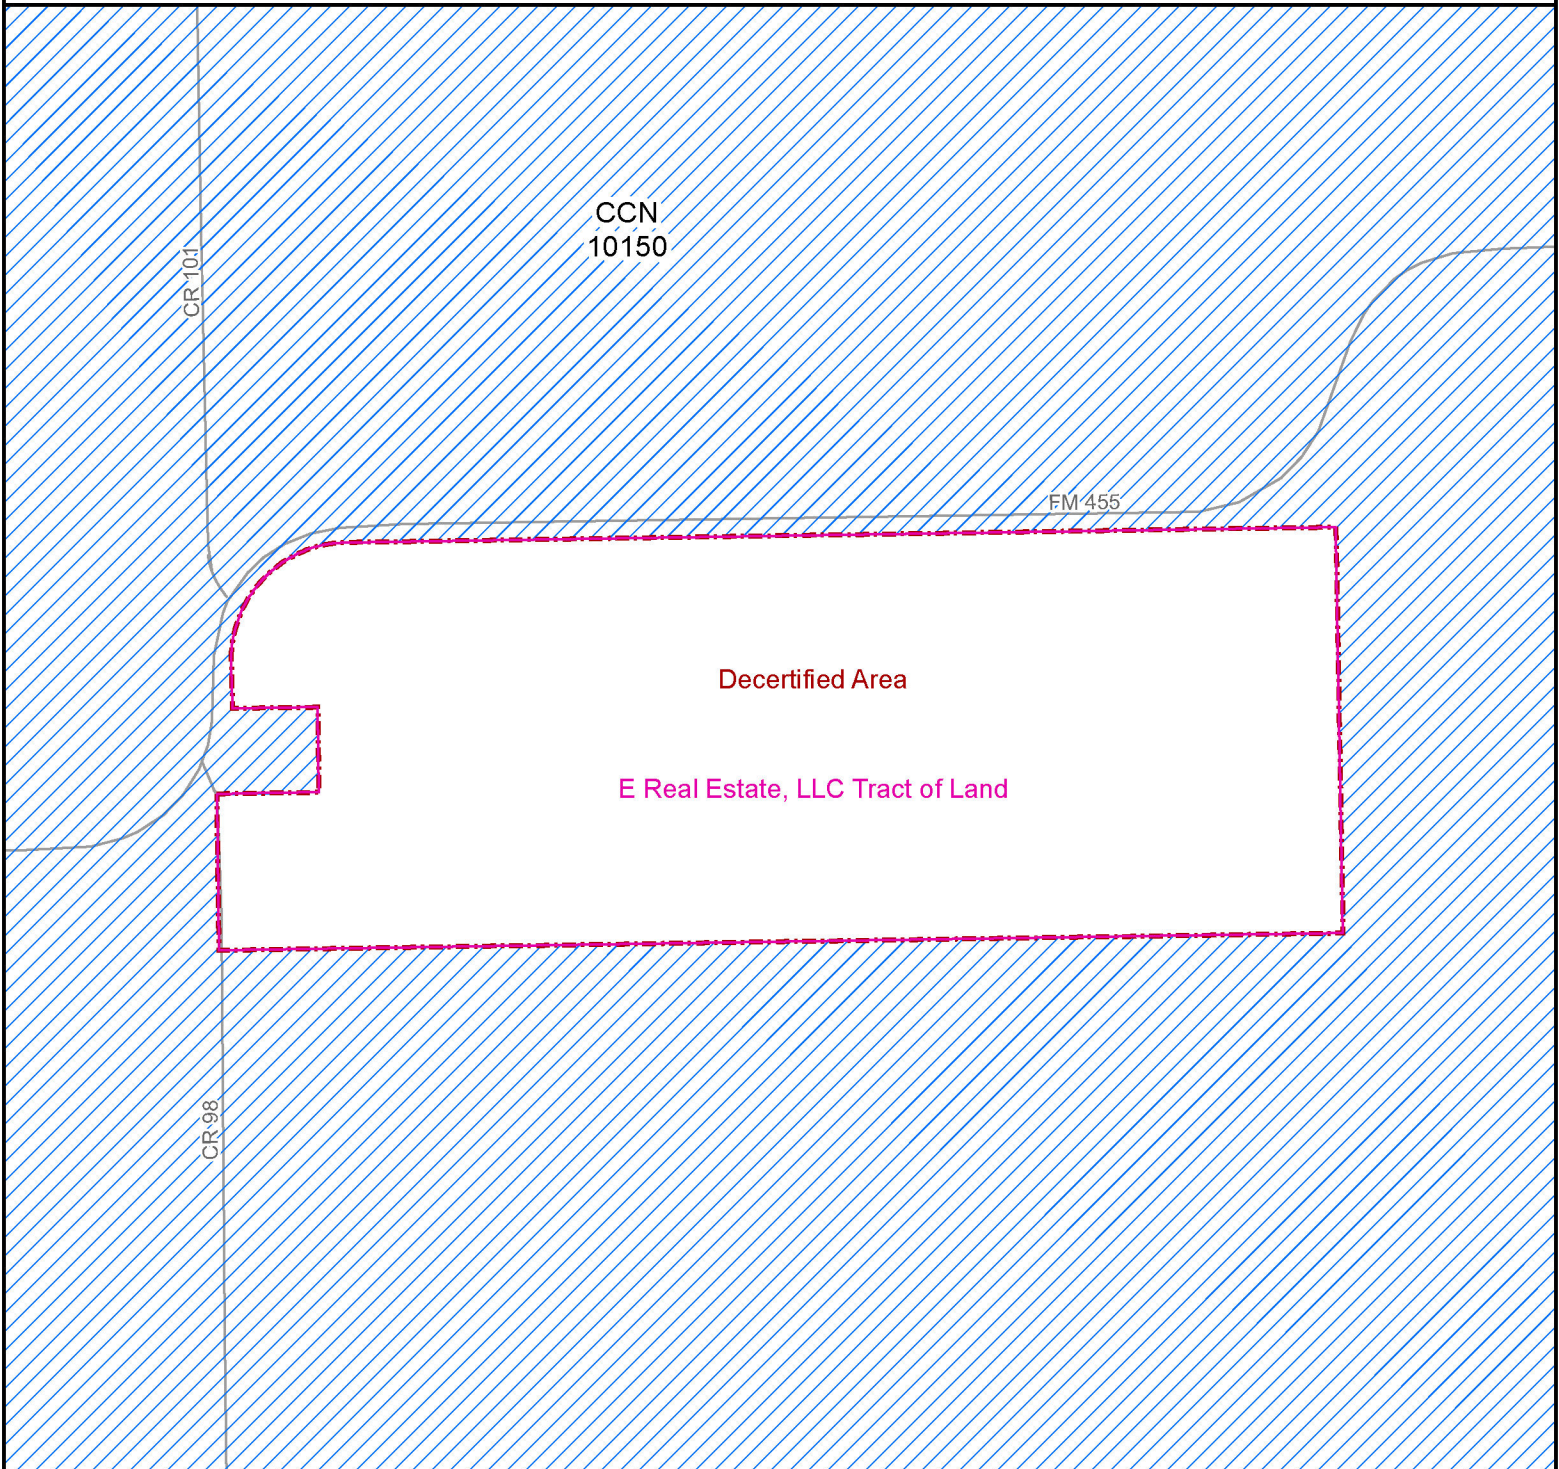 CCN
10150
CR 101
FM 455
Decertified Area
E Real Estate, LLC Tract of Land
CR 98